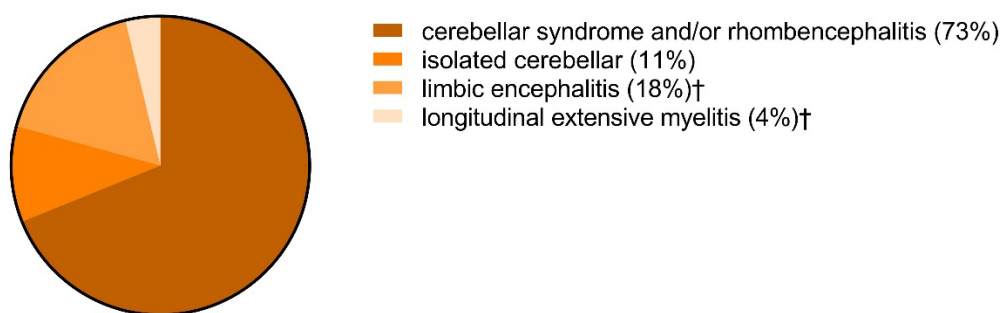 cerebellar syndrome and/or rhombencephalitis (73%)
isolated cerebellar (11%)
limbic encephalitis (18%)†
longitudinal extensive myelitis (4%)†